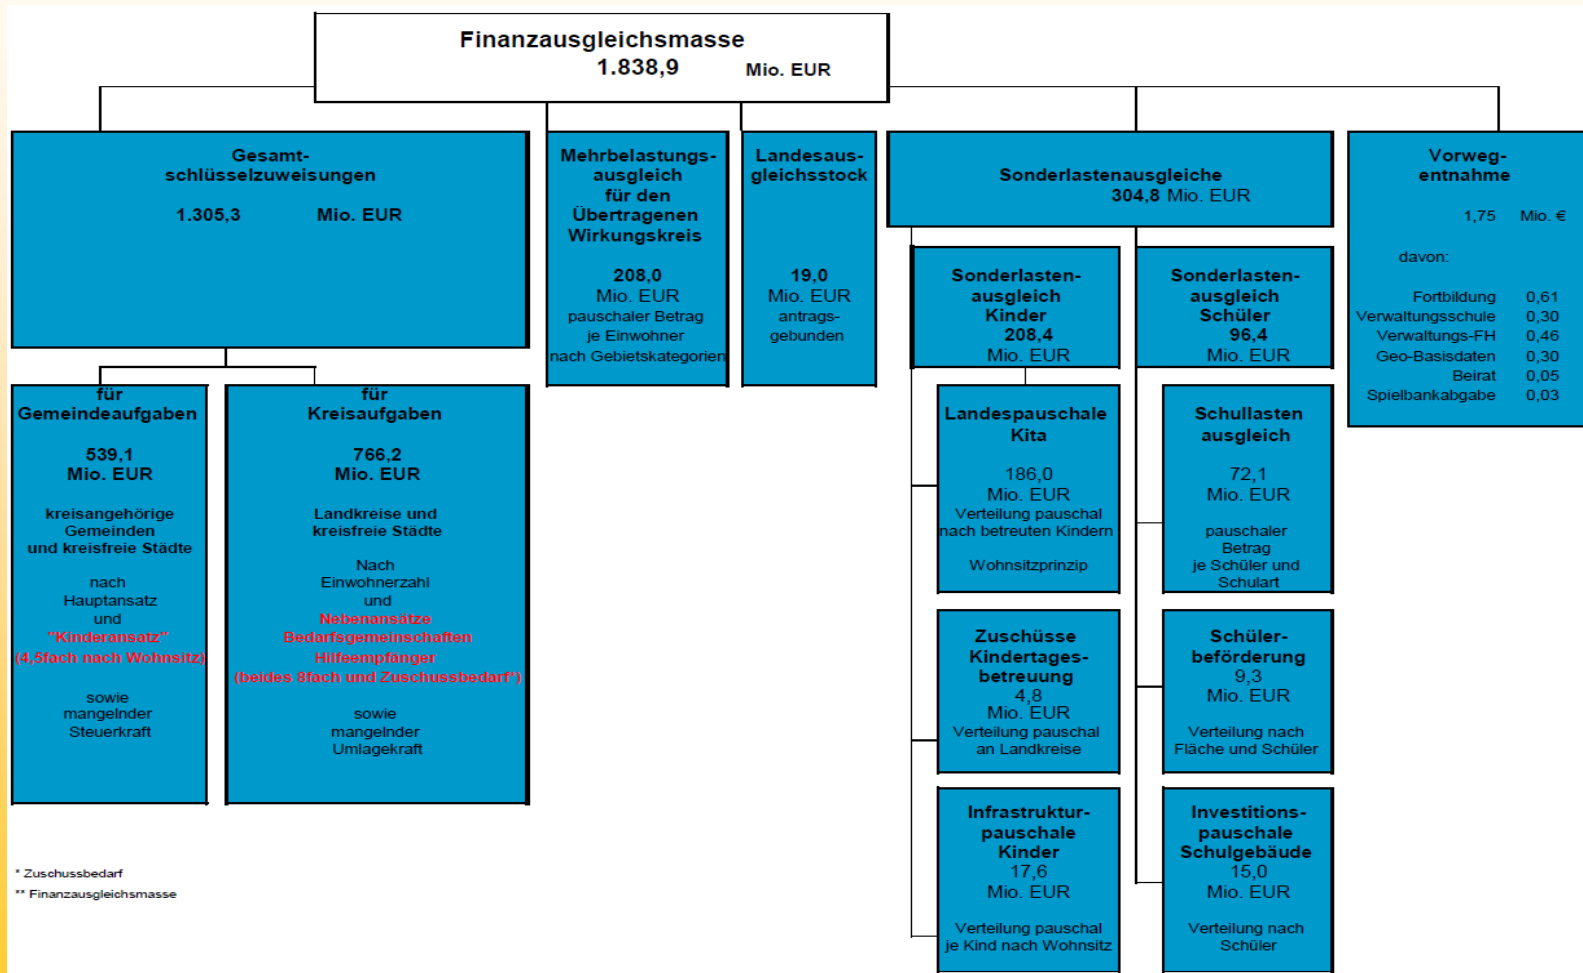 Finanzausgleichsmasse
1.838,9 Mio. EUR
Gesamt-
schlüsselzuweisungen
1.305,3 Mio. EUR
Mehrbelastungs-
ausgleich
für den
Übertragenen
Wirkungskreis
208,0
Mio. EUR
pauschaler Betrag
je Einwohner
nach Gebietskategorien
Landesaus-
gleichsstock
19,0
Mio. EUR
antrags-
gebunden
Sonderlastenausgleiche
304,8 Mio. EUR
Vorweg-
entnahme
1,75 Mio. €
davon:
Fortbildung 0,61
Verwaltungsschule 0,30
Verwaltungs-FH 0,46
Geo-Basisdaten 0,30
Beirat 0,05
Spielbankabgabe 0,03
für
Gemeindeaufgaben
539,1
Mio. EUR
kreisangehörige
Gemeinden
und kreisfreie Städte
nach
Hauptansatz
und
"Kinderansatz"
(4,5fach nach Wohnsitz)
sowie
mangelnder
Steuerkraft
für
Kreisaufgaben
766,2
Mio. EUR
Landkreise und
kreisfreie Städte
Nach
Einwohnerzahl
und
Nebenansätze
Bedarfsgemeinschaften
Hilfeempfänger
(beides 8fach und Zuschussbedarf*)
sowie
mangelnder
Umlagekraft
Sonderlasten-
ausgleich
Kinder
208,4
Mio. EUR
Landespauschale
Kita
186,0
Mio. EUR
Verteilung pauschal
nach betreuten Kindern
Wohnsitzprinzip
Zuschüsse
Kindertages-
betreuung
4,8
Mio. EUR
Verteilung pauschal
an Landkreise
Infrastruktur-
pauschale
Kinder
17,6
Mio. EUR
Verteilung pauschal
je Kind nach Wohnsitz
Sonderlasten-
ausgleich
Schüler
96,4
Mio. EUR
Schullasten
ausgleich
72,1
Mio. EUR
pauschaler
Betrag
je Schüler und
Schulart
Schüler-
beförderung
9,3
Mio. EUR
Verteilung nach
Fläche und Schüler
Investitions-
pauschale
Schulgebäude
15,0
Mio. EUR
Verteilung nach
Schüler
* Zuschussbedarf
** Finanzausgleichsmasse